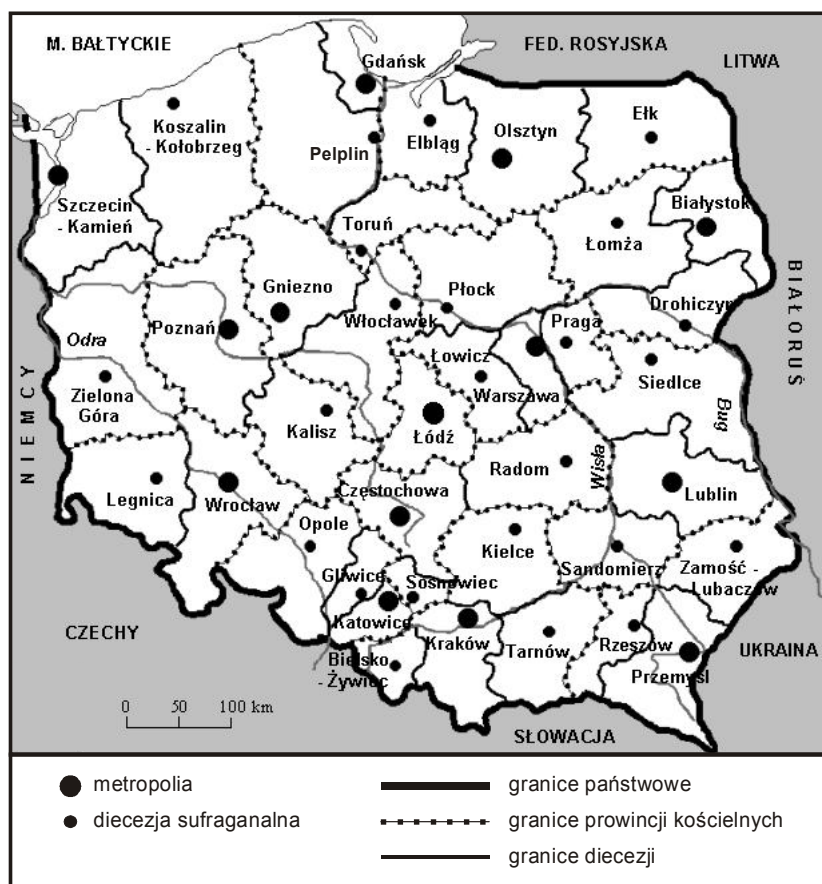 M. BAŁTYCKIE
FED. ROSYJSKA
LITWA
Gdańsk
Koszalin
- Kołobrzeg
Pelplin
Elbląg
Olsztyn
Ełk
Szczecin
- Kamień
Toruń
Białystok
Łomża
Gniezno
Płock
Drohiczyn
Włocławek
Praga
Poznań
Odra
Łowicz
Warszawa
Siedlce
BIAŁORUŚ
NIEMCY
Zielona
Góra
Kalisz
Łódź
Bug
Radom
Wisła
Legnica
Wrocław
Częstochowa
Lublin
Opole
Kielce
Sandomierz
Zamość -
Lubaczów
Gliwice
Sosnowiec
Katowice
CZECHY
Kraków
Tarnów
Rzeszów
UKRAINA
Bielsko
- Żywiec
Przemyśl
0 50 100 km
SŁOWACJA
metropolia
granice państwowe
diecezja sufraganalna
granice prowincji kościelnych
granice diecezji